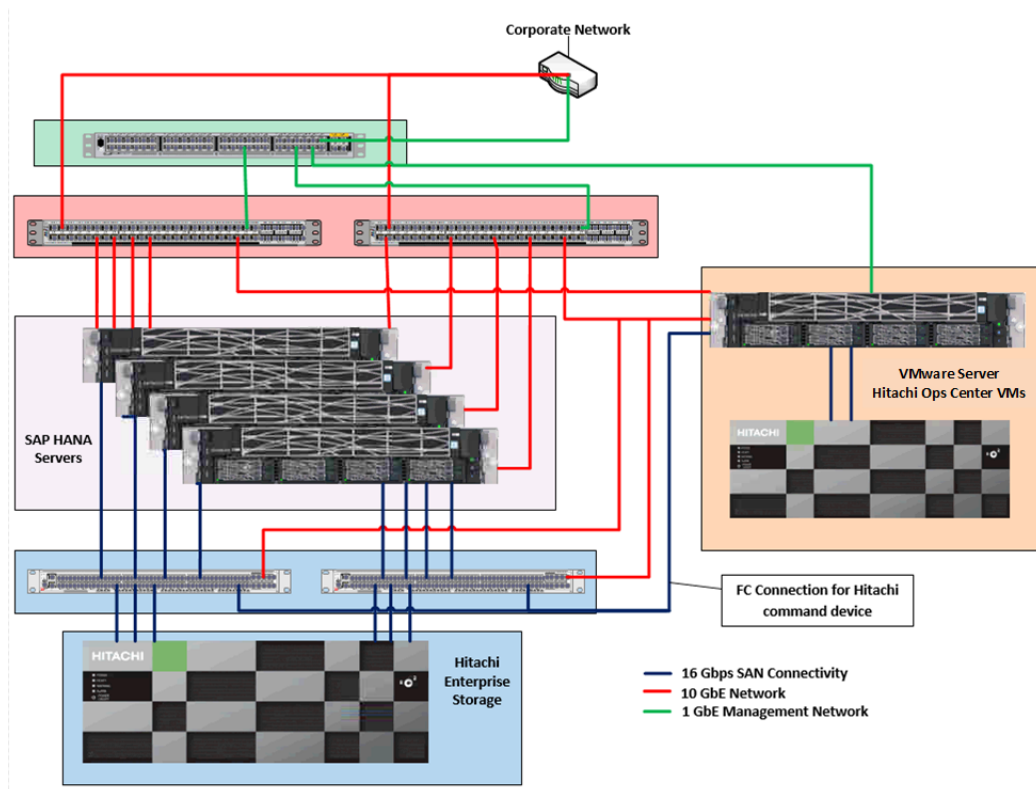 Corporate Network
VMware Server
Hitachi Ops Center VMs
HITACHI
SAP HANA
Servers
FC Connection for Hitachi
command device
HITACHI
Hitachi
Enterprise
Storage
16 Gbps SAN Connectivity
10 GbE Network
1 GbE Management Network